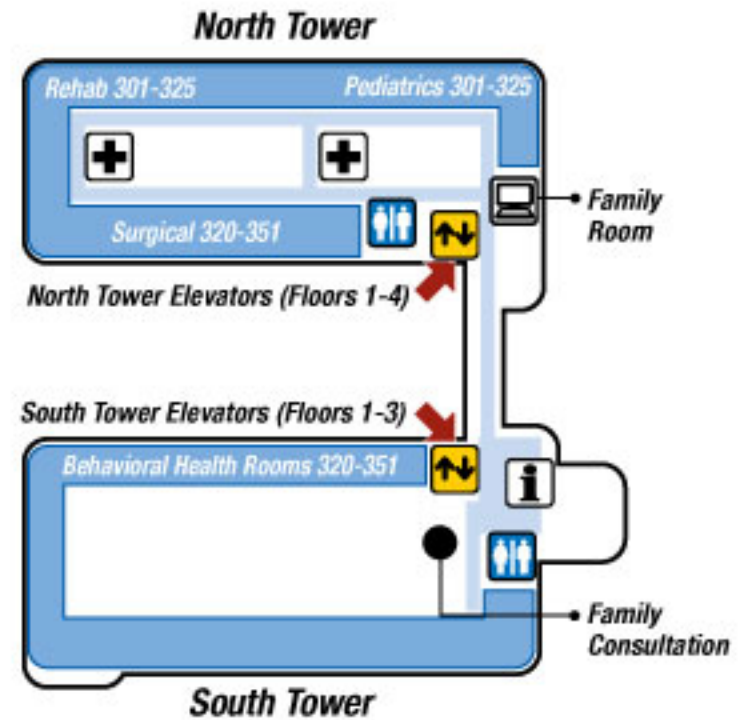 North Tower
Rehab 301-325
Pediatrics 301-325
Family
Room
Surgical 320-351
North Tower Elevators (Floors 1-4)
South Tower Elevators (Floors 1-3)
Behavioral Health Rooms 320-351
i
Family
Consultation
South Tower